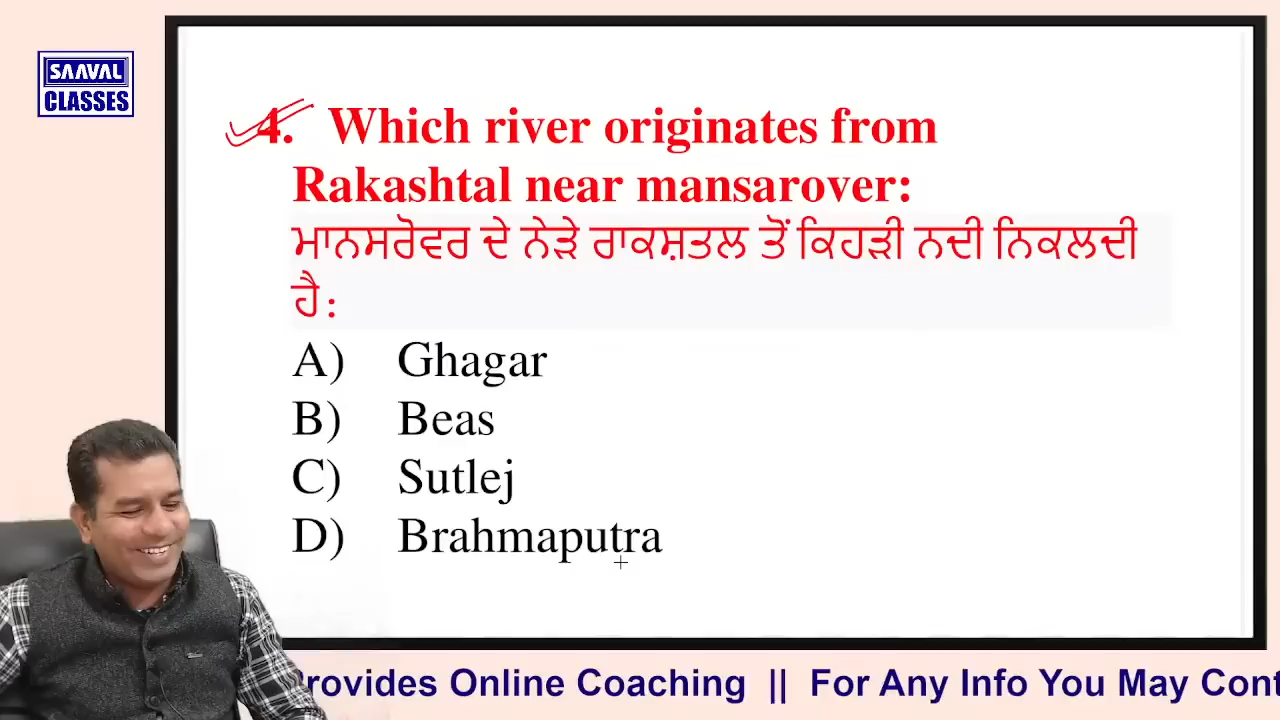 SAAVAL
CLASSES
4. Which river originates from
Rakashtal near mansarover:
ਮਾਨਸਰੋਵਰ ਦੇ ਨੇੜੇ ਰਾਕਸ਼ਤਲ ਤੋਂ ਕਿਹੜੀ ਨਦੀ ਨਿਕਲਦੀ
ਹੈ:
A) Ghagar
B) Beas
C) Sutlej
D) Brahmaputra
Provides Online Coaching || For Any Info You May Cont